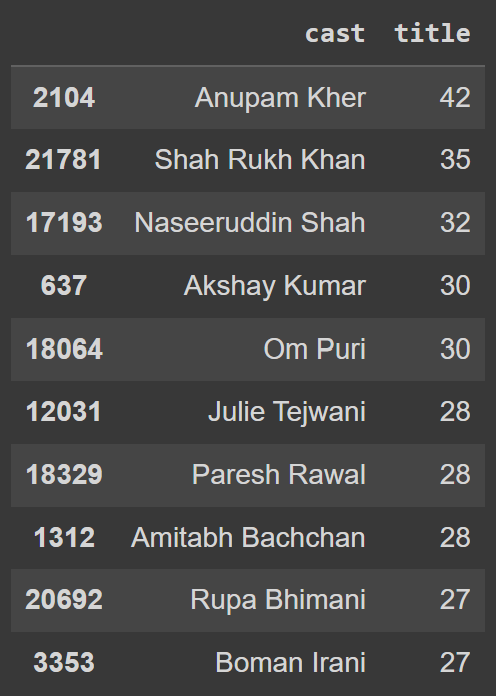 cast title
2104 Anupam Kher 42
21781 Shah Rukh Khan 35
17193 Naseeruddin Shah 32
637 Akshay Kumar 30
18064 Om Puri 30
12031 Julie Tejwani 28
18329 Paresh Rawal 28
1312 Amitabh Bachchan 28
20692 Rupa Bhimani 27
3353 Boman Irani 27